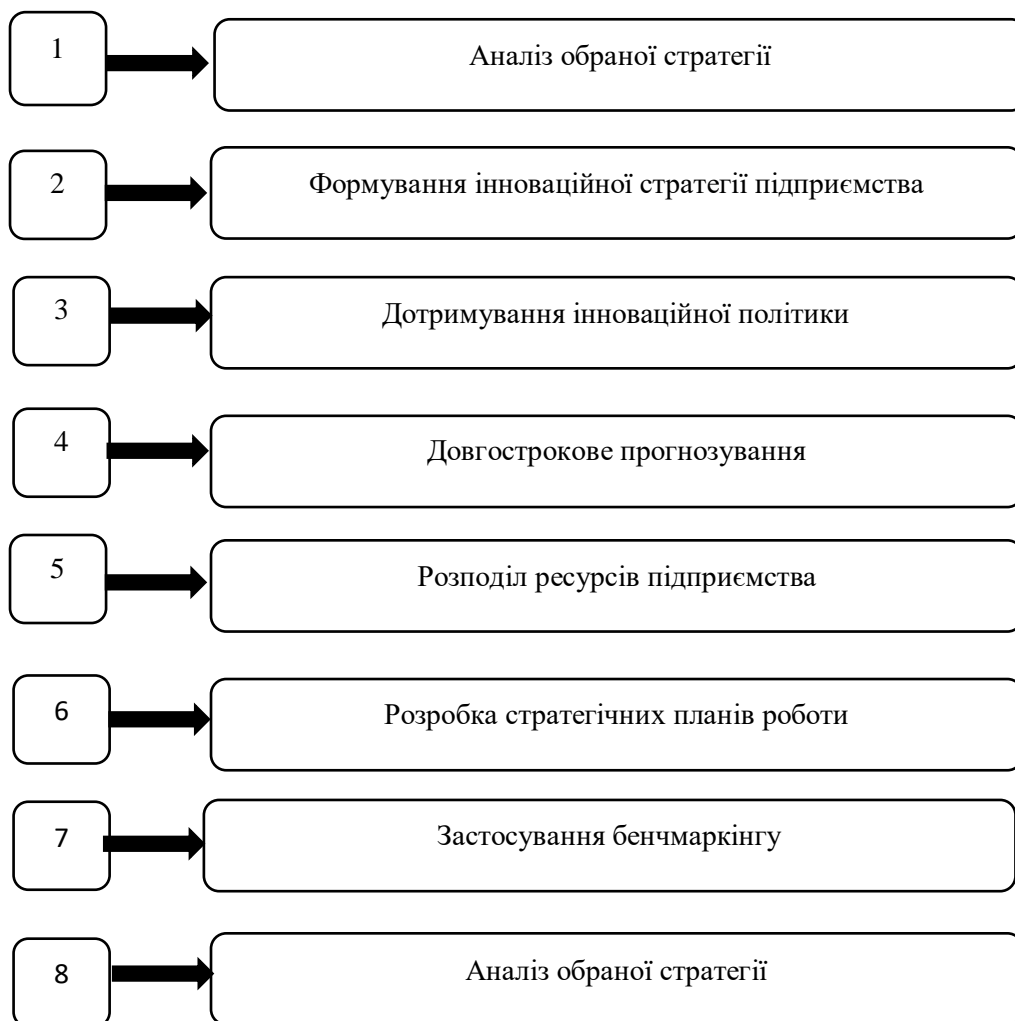 1
Аналіз обраної стратегії
2
Формування інноваційної стратегії підприємства
3
Дотримування інноваційної політики
4
Довгострокове прогнозування
5
Розподіл ресурсів підприємства
6
Розробка стратегічних планів роботи
7
Застосування бенчмаркінгу
8
Аналіз обраної стратегії